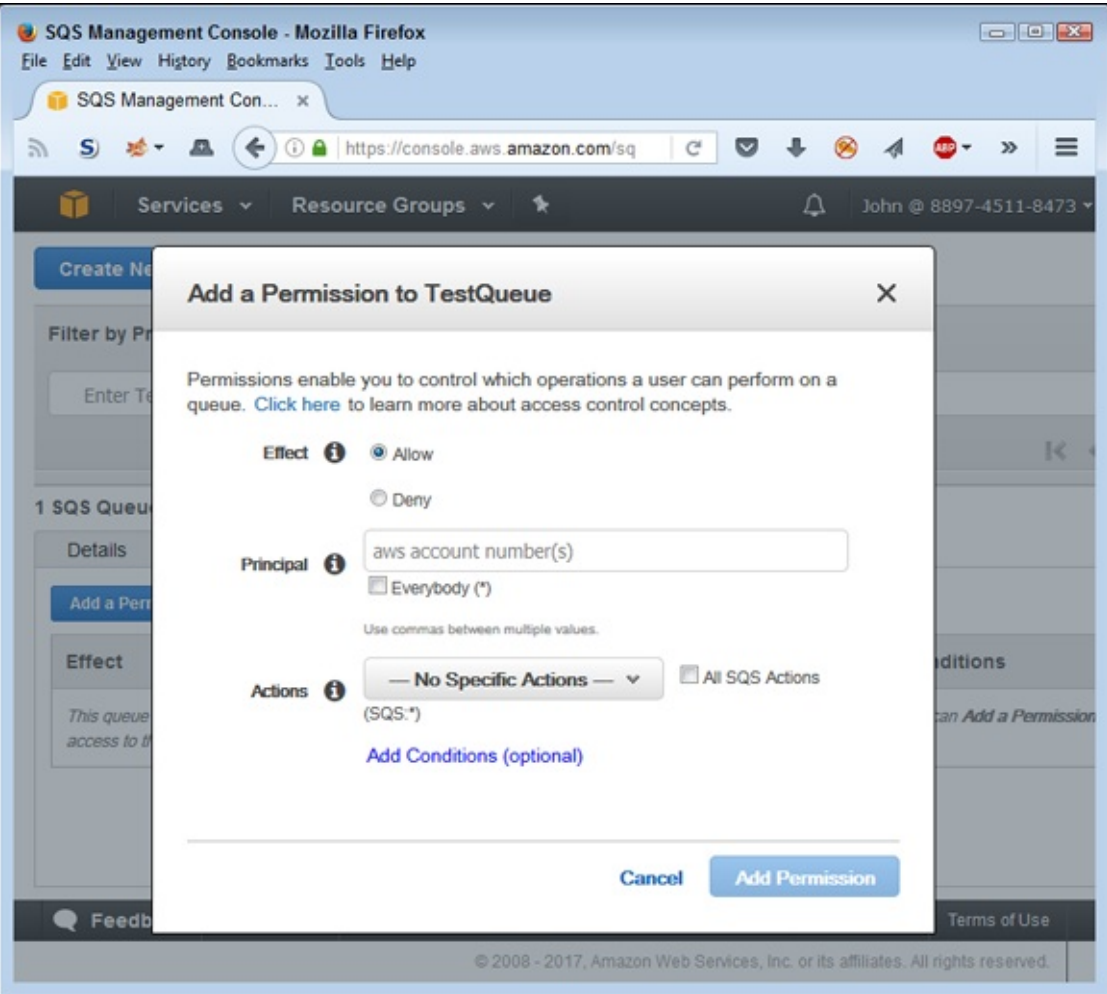 SQS Management Console - Mozilla Firefox
File Edit View History Bookmarks Tools Help
SQS Management Con... ×
S ABP https://console.aws.amazon.com/sq
Services Resource Groups John @ 8897-4511-8473
Create Ne
Add a Permission to TestQueue
Filter by Pr
Enter Te
Permissions enable you to control which operations a user can perform on a
queue. Click here to learn more about access control concepts.
Effect Allow
Deny
1 SQS Queu
Details
Principal aws account number(s)
Everybody (*)
Use commas between multiple values.
Add a Perr
Effect
Actions — No Specific Actions — All SQS Actions
(SQS:*)
Add Conditions (optional)
nditions
This queue
access to th
can Add a Permission
Cancel Add Permission
Feedb
Terms of Use
© 2008 - 2017, Amazon Web Services, Inc. or its affiliates. All rights reserved.